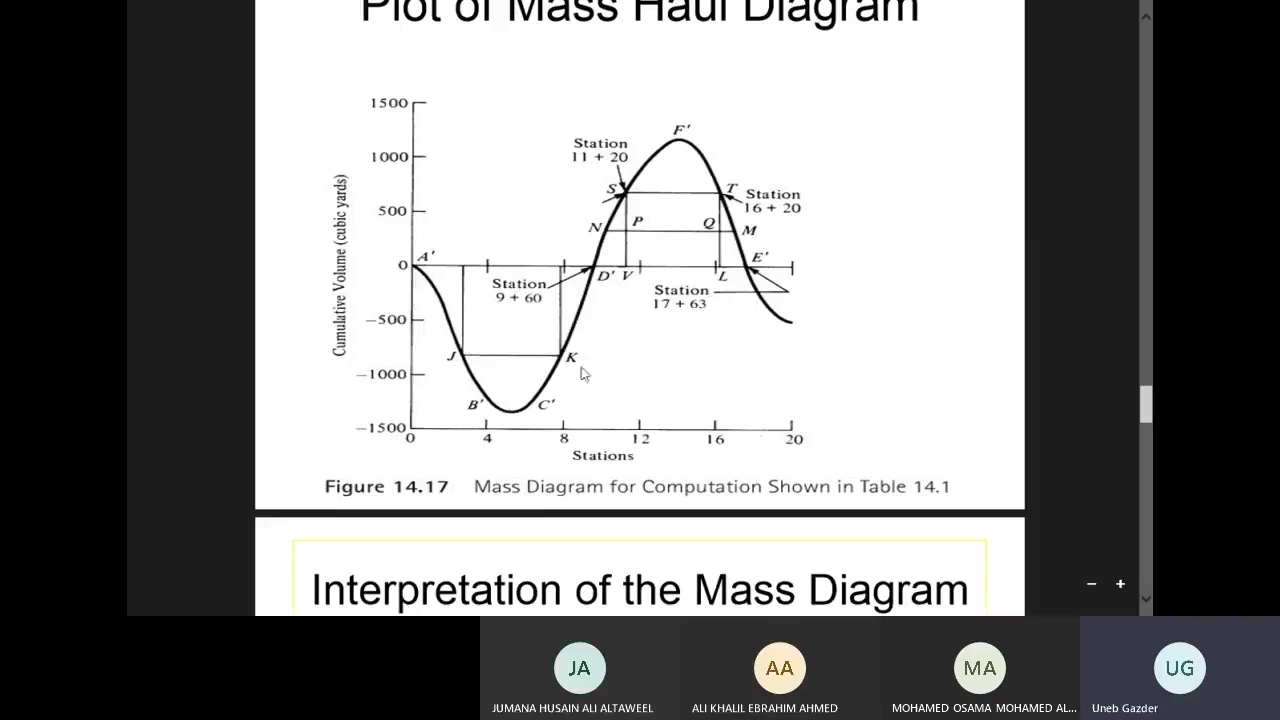 Plot of Mass Haul Diagram
1500
1000
500
0
−500
−1000
−1500
Cumulative Volume (cubic yards)
A'
F'
Station
11 + 20
S
T
Station
16 + 20
N
P
Q
M
E'
D'
V
L
Station
9 + 60
Station
17 + 63
J
K
B'
C'
0
4
8
12
16
20
Stations
Figure 14.17 Mass Diagram for Computation Shown in Table 14.1
Interpretation of the Mass Diagram
− +
JA
AA
MA
UG
JUMANA HUSAIN ALI ALTAWEEL
ALI KHALIL EBRAHIM AHMED
MOHAMED OSAMA MOHAMED AL...
Uneb Gazder